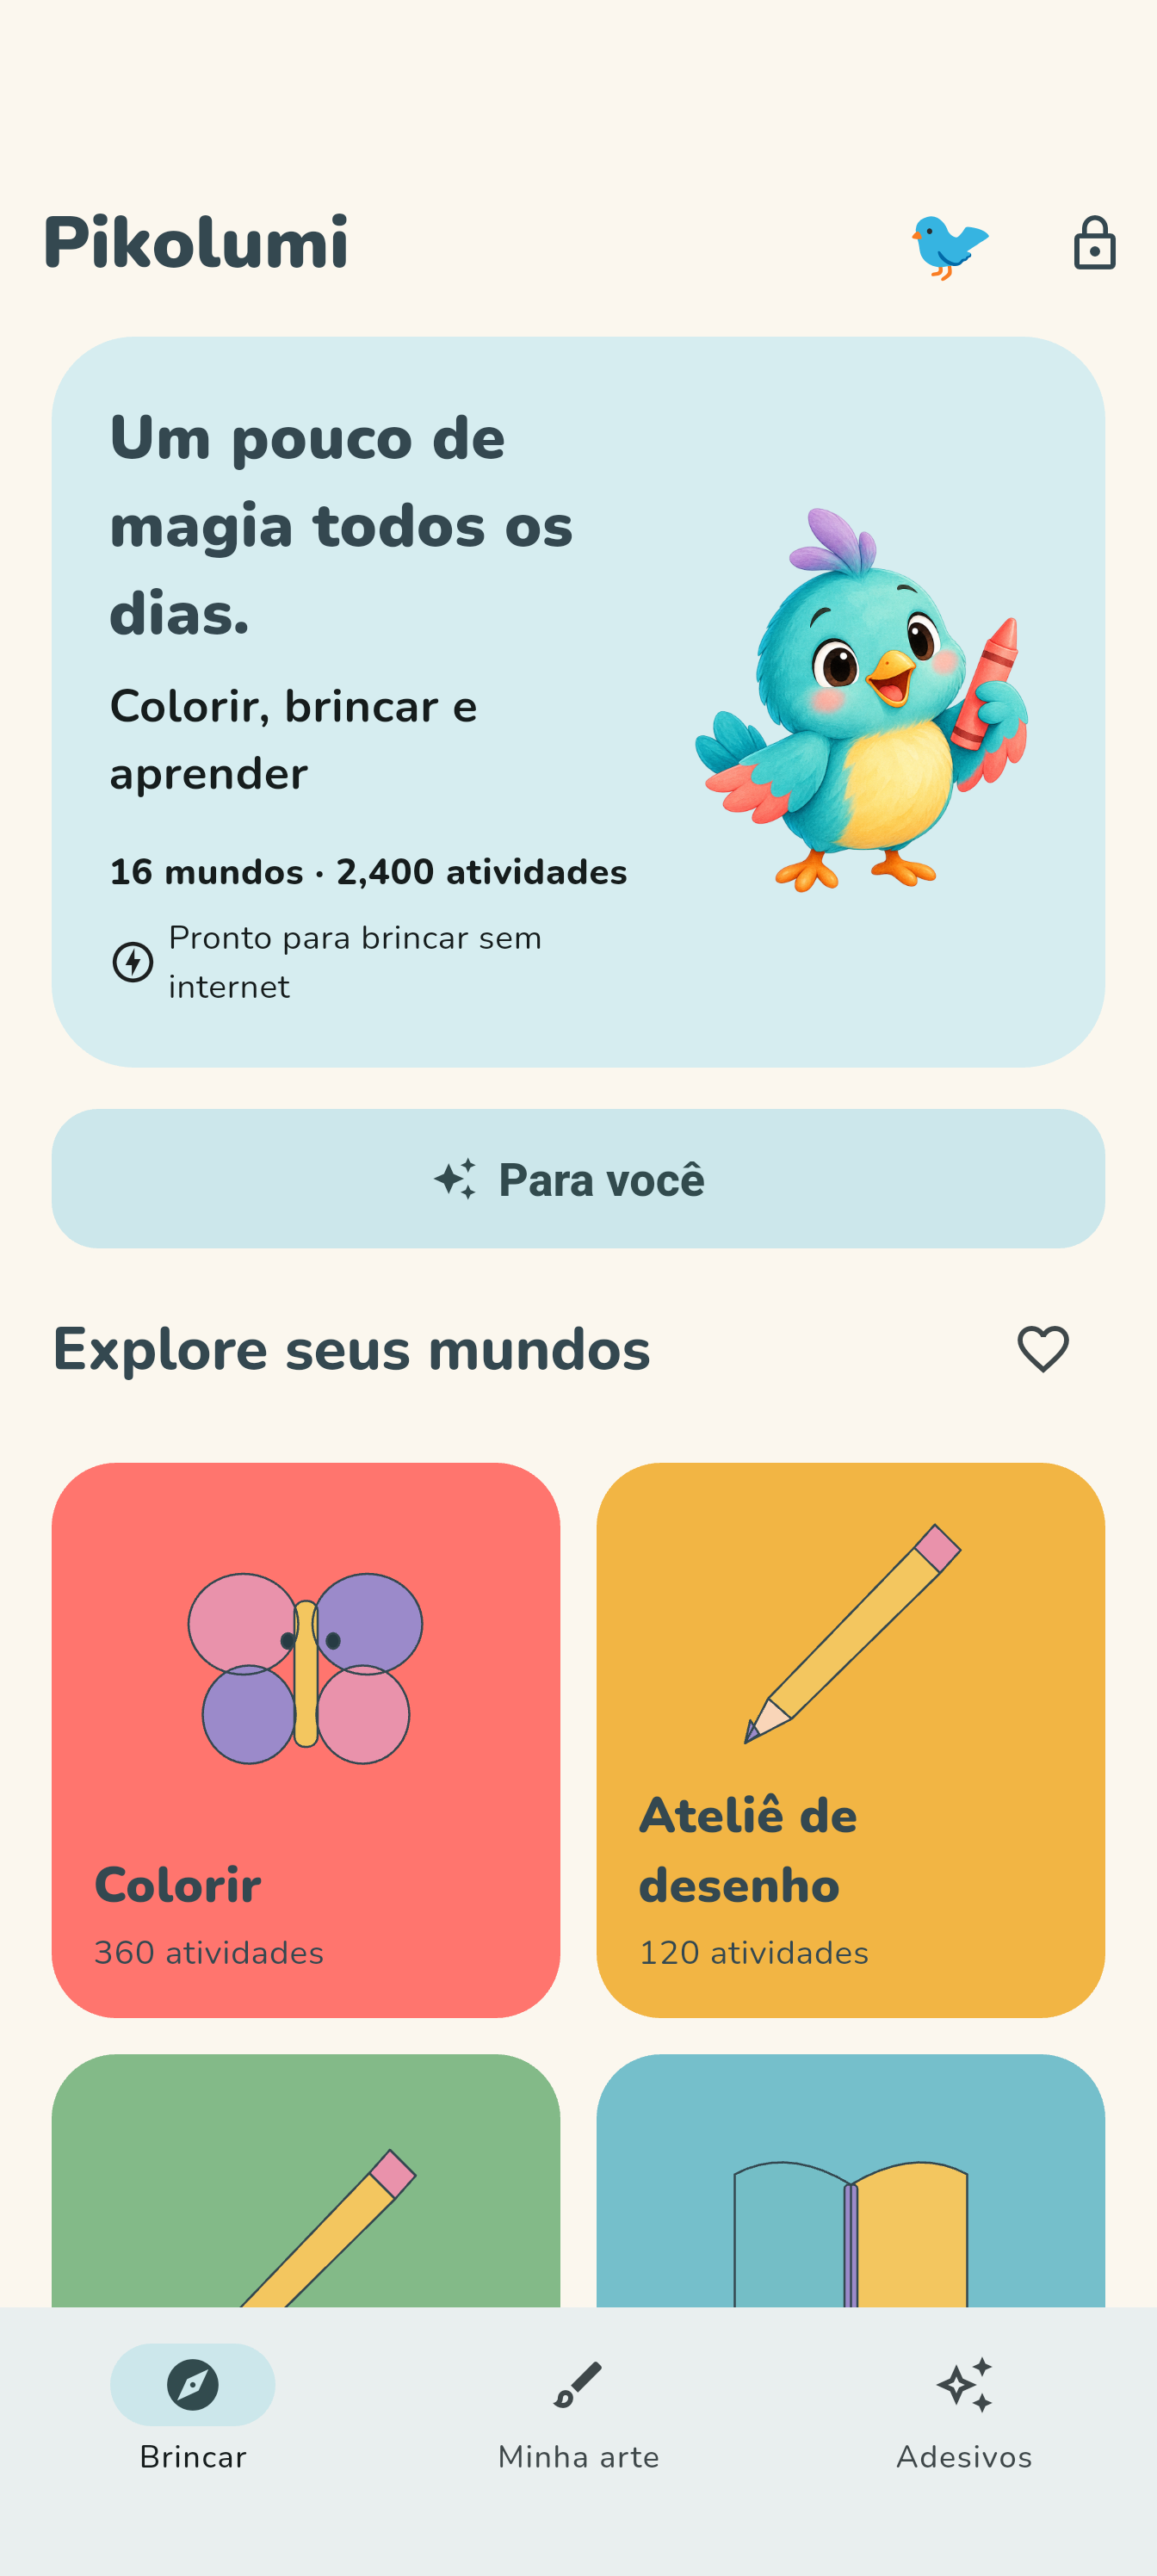 Pikolumi
Um pouco de
magia todos os
dias.
Colorir, brincar e
aprender
16 mundos · 2,400 atividades
Pronto para brincar sem
internet
Para você
Explore seus mundos
Colorir
360 atividades
Ateliê de
desenho
120 atividades
Brincar
Minha arte
Adesivos